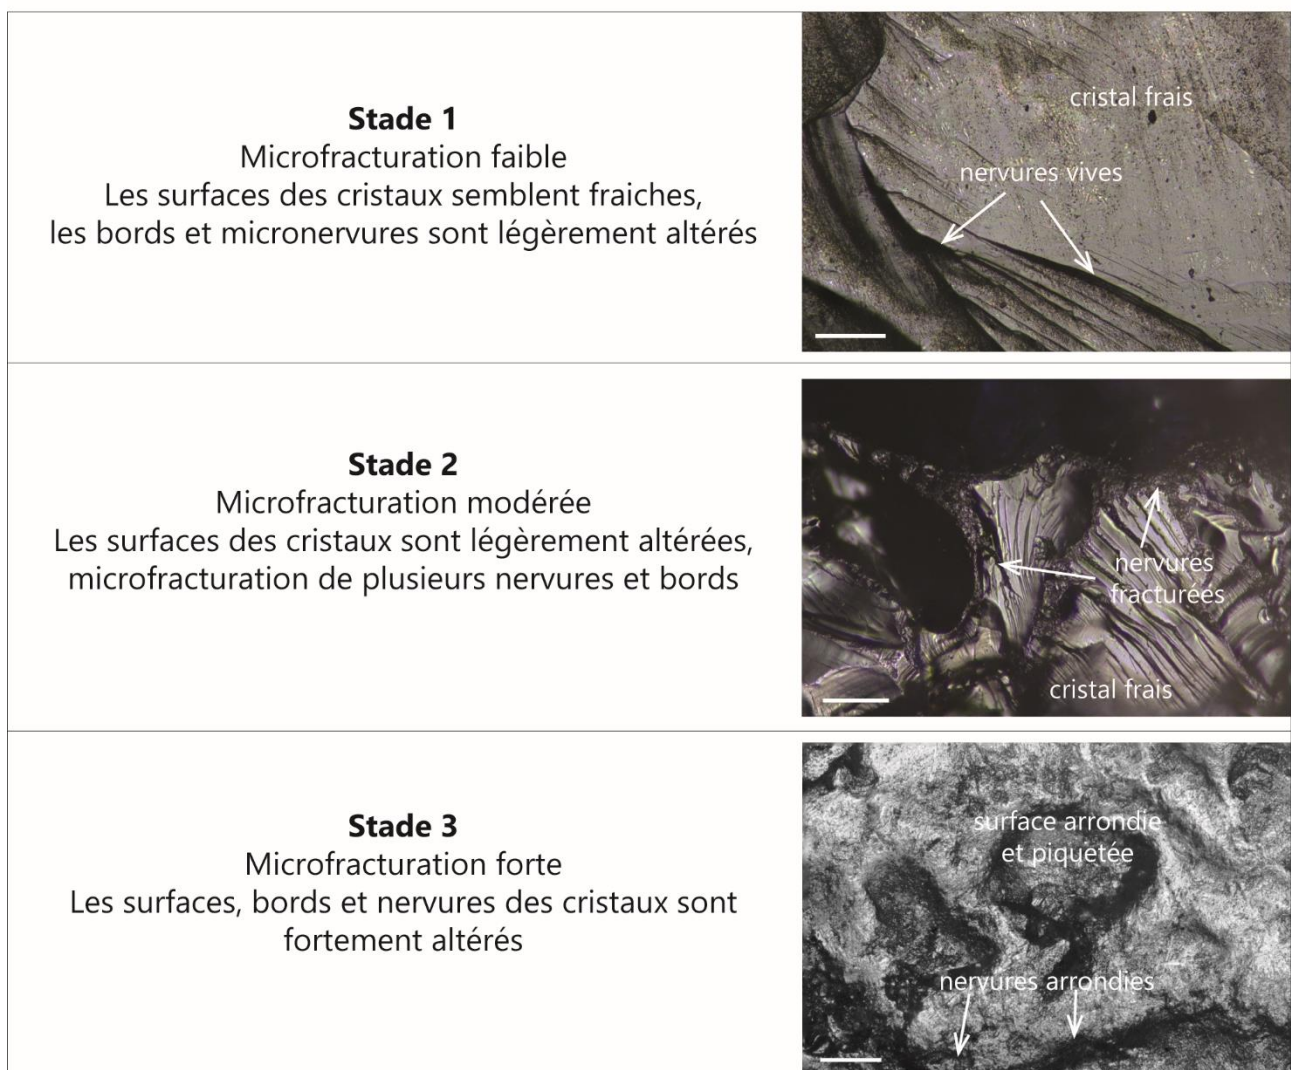 Stade 1
Microfracturation faible
Les surfaces des cristaux semblent fraiches,
les bords et micronervures sont légèrement altérés
cristal frais
nervures vives
Stade 2
Microfracturation modérée
Les surfaces des cristaux sont légèrement altérées,
microfracturation de plusieurs nervures et bords
nervures
fracturéés
cristal frais
Stade 3
Microfracturation forte
Les surfaces, bords et nervures des cristaux sont
fortement altérés
surface arrondie
et piquetée
nervures arrondies